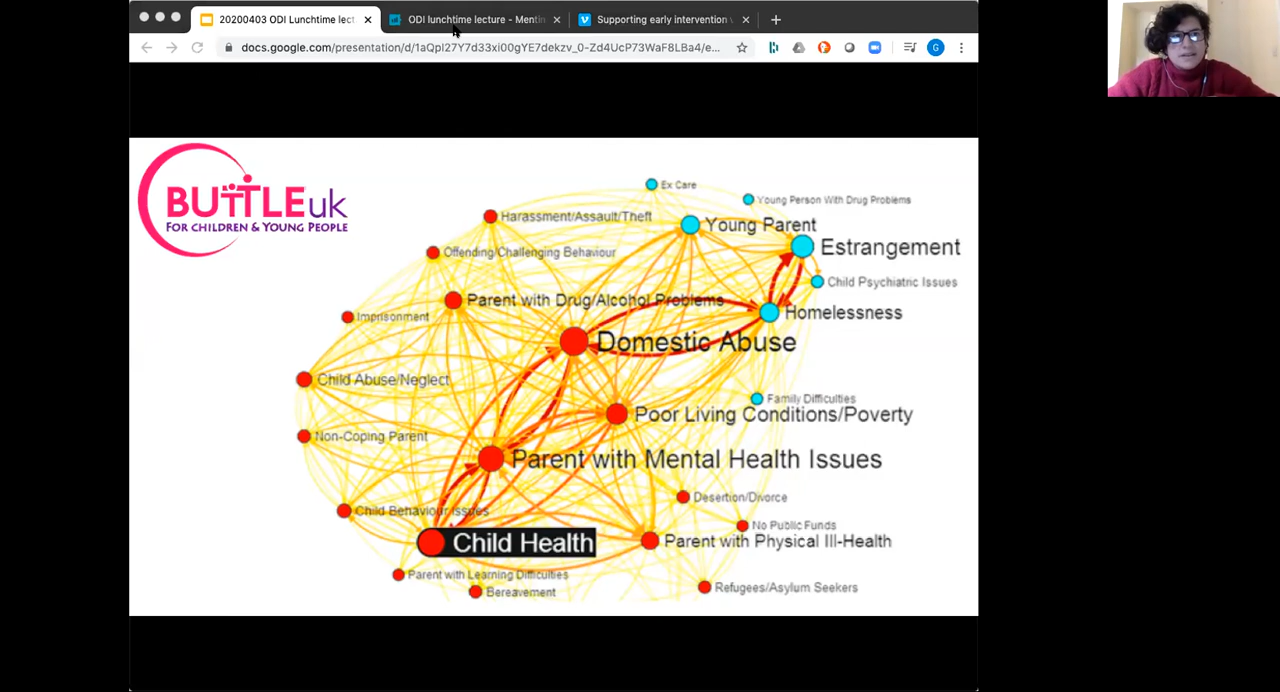 20200403 ODI Lunchtime lect
ODI lunchtime lecture - Mentin
Supporting early intervention
docs.google.com/presentation/d/1aQpI27Y7d33xi00gYE7dekzv_0-Zd4UcP73WaF8LBa4/e...
G
BUTTLEuk
FOR CHILDREN & YOUNG PEOPLE
Ex Care
Young Person With Drug Problems
Harassment/Assault/Theft
Young Parent
Estrangement
Offending/Challenging Behaviour
Child Psychiatric Issues
Parent with Drug/Alcohol Problems
Homelessness
Imprisonment
Domestic Abuse
Child Abuse/Neglect
Family Difficulties
Poor Living Conditions/Poverty
Non-Coping Parent
Parent with Mental Health Issues
Desertion/Divorce
Child Behaviour Issues
No Public Funds
Child Health
Parent with Physical Ill-Health
Parent with Learning Difficulties
Refugees/Asylum Seekers
Bereavement